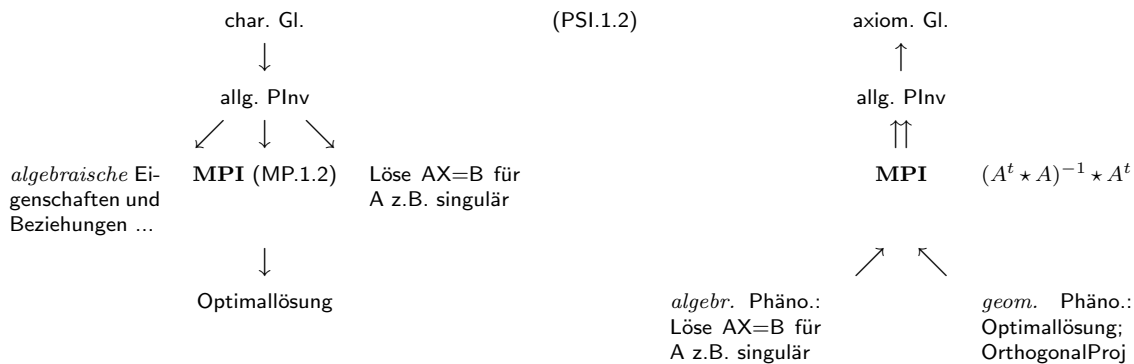 char. Gl. (PSI.1.2) axiom. Gl.
allg. PInv allg. PInv
algebraische Ei-
genschaften und
Beziehungen ...
MPI (MP.1.2)
Löse AX=B für
A z.B. singulär
MPI (A^t ⋆ A)^{-1} ⋆ A^t
Optimallösung
algebr. Phäno.:
Löse AX=B für
A z.B. singulär
geom. Phäno.:
Optimallösung;
OrthogonalProj